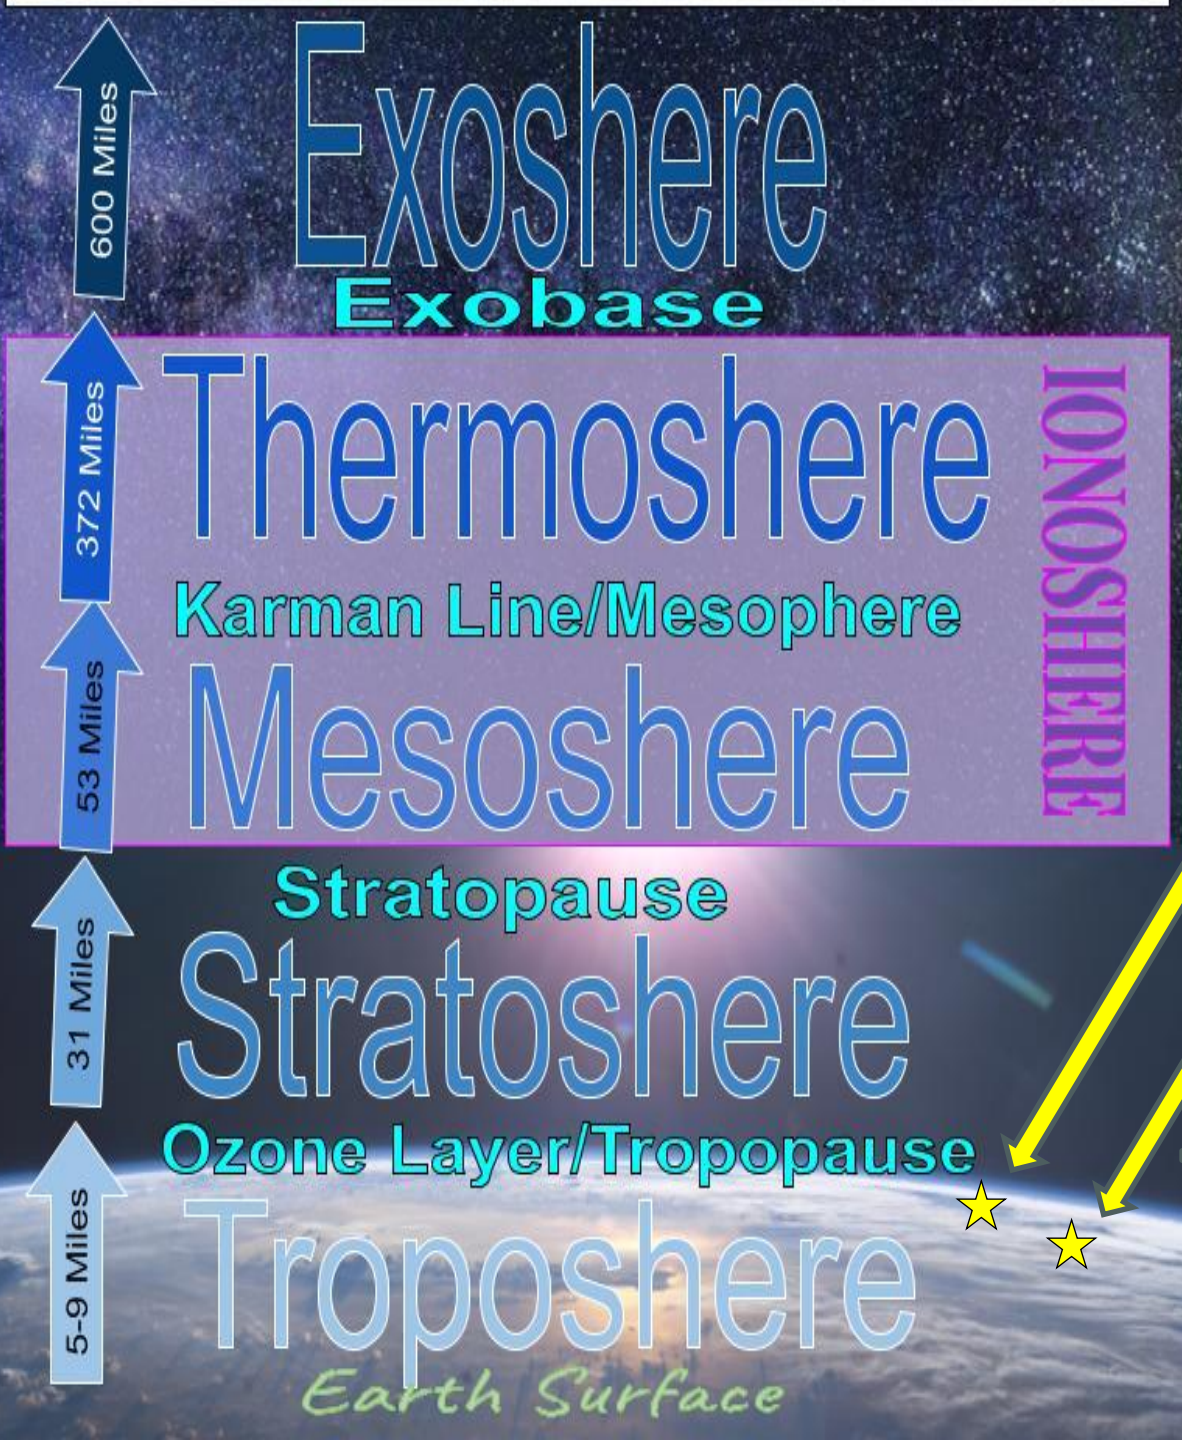 600 Miles
Exoshere
Exobase
372 Miles
Thermoshere
IONOSHERE
Karman Line/Mesophere
53 Miles
Mesoshere
Stratopause
31 Miles
Stratoshere
Ozone Layer/Tropopause
5-9 Miles
Troposhere
Earth Surface